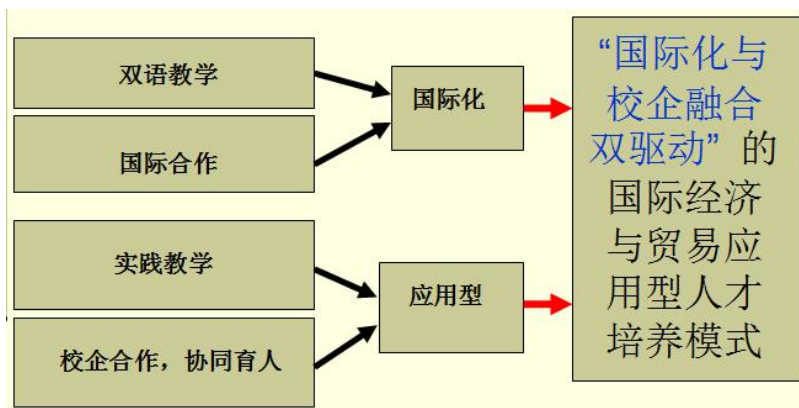 双语教学
国际合作
国际化
实践教学
校企合作，协同育人
应用型
“国际化与
校企融合
双驱动”的
国际经济
与贸易应
用型人才
培养模式